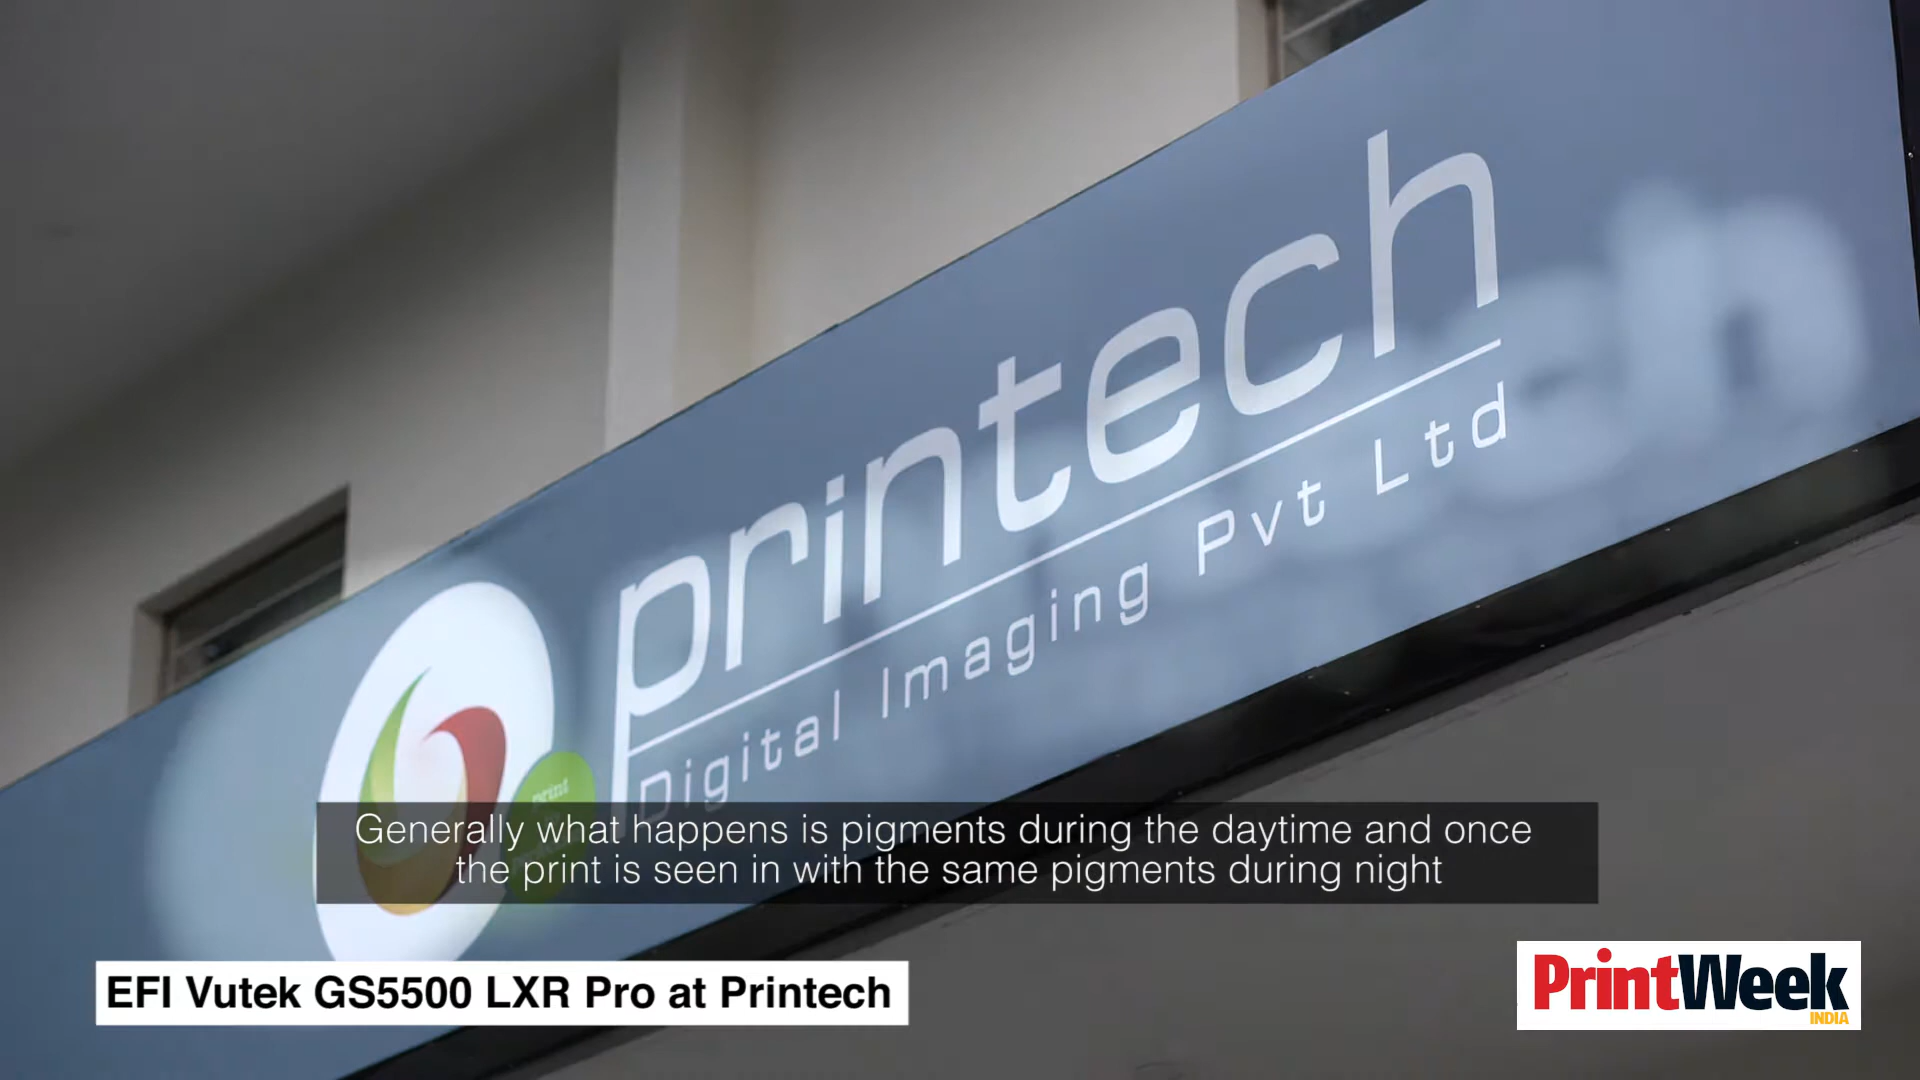 printech
Digital Imaging Pvt Ltd
print
Generally what happens is pigments during the daytime and once
the print is seen in with the same pigments during night
EFI Vutek GS5500 LXR Pro at Printech
PrintWeek
INDIA